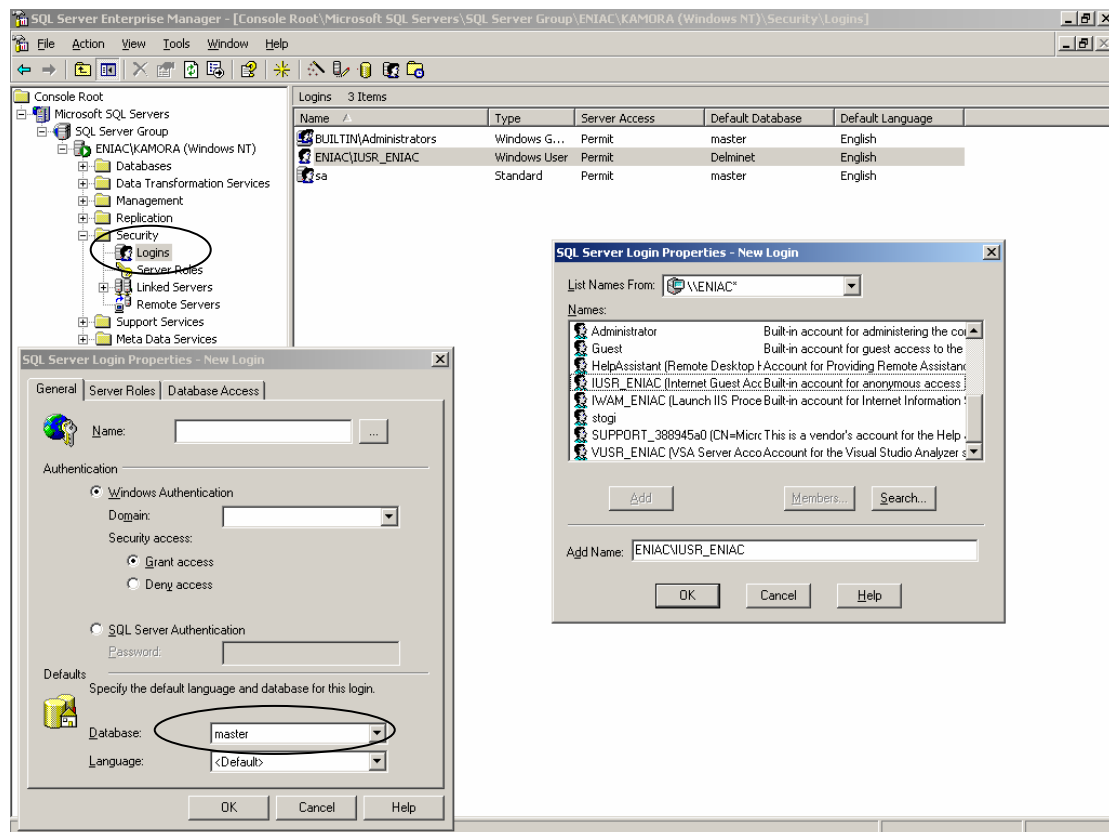 SQL Server Enterprise Manager - [Console Root\Microsoft SQL Servers\SQL Server Group\ENIAC\KAMORA (Windows NT)\Security\Logins]
File Action View Tools Window Help
Console Root
Microsoft SQL Servers
SQL Server Group
ENIAC\KAMORA (Windows NT)
Databases
Data Transformation Services
Management
Replication
Security
Logins
Server Roles
Linked Servers
Remote Servers
Support Services
Meta Data Services
Logins 3 Items
Name Type Server Access Default Database Default Language
BUILTIN\Administrators Windows G... Permit master English
ENIAC\IUSR_ENIAC Windows User Permit Delminet English
sa Standard Permit master English
SQL Server Login Properties - New Login
General Server Roles Database Access
Name: ...
Authentication
Windows Authentication
Domain:
Security access:
Grant access
Deny access
SQL Server Authentication
Password:
Defaults
Specify the default language and database for this login.
Database: master
Language: <Default>
OK Cancel Help
SQL Server Login Properties - New Login
List Names From: \\ENIAC*
Names:
Administrator Built-in account for administering the co
Guest Built-in account for guest access to the
HelpAssistant (Remote Desktop Account for Providing Remote Assistanc
IUSR_ENIAC (Internet Guest Acc Built-in account for anonymous access
IWAM_ENIAC (Launch IIS Proce Built-in account for Internet Information
stogi
SUPPORT_388945a0 (CN=Micro This is a vendor's account for the Help
VUSR_ENIAC (VSA Server Acco Account for the Visual Studio Analyzer s
Add Members... Search...
Add Name: ENIAC\IUSR_ENIAC
OK Cancel Help